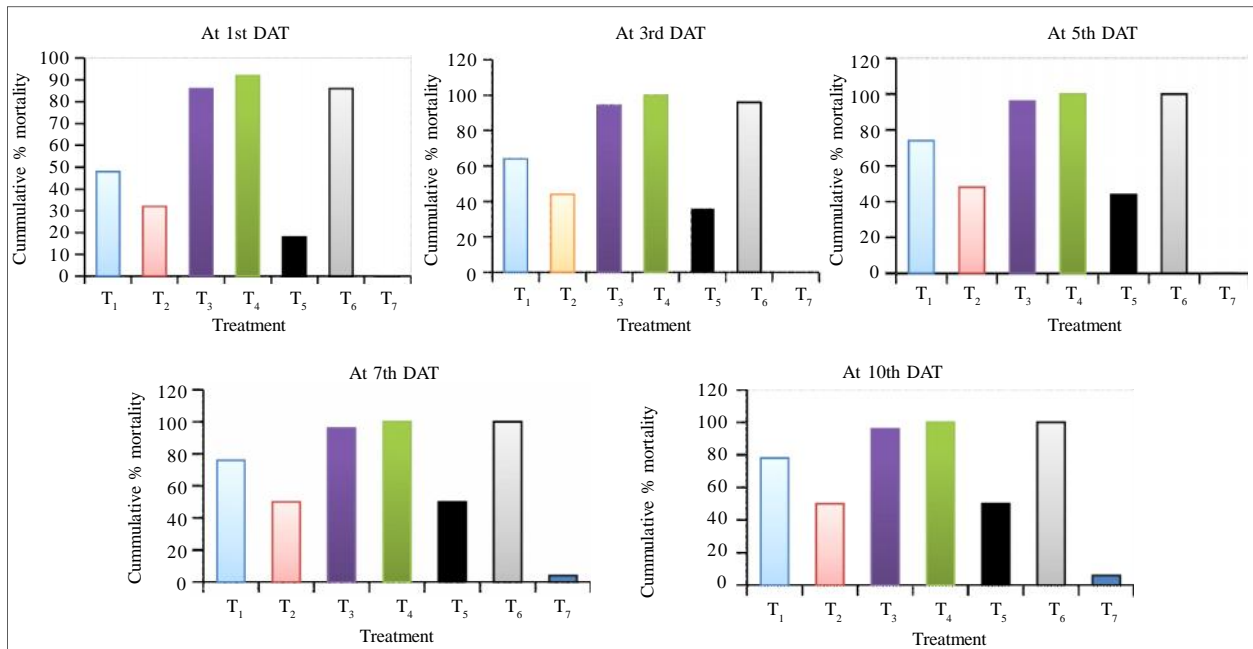 At 1st DAT
Cummulative % mortality
100
90
80
70
60
50
40
30
20
10
0
T₁ T₂ T₃ T₄ T₅ T₆ T₇
Treatment
At 3rd DAT
Cummulative % mortality
120
100
80
60
40
20
0
T₁ T₂ T₃ T₄ T₅ T₆ T₇
Treatment
At 5th DAT
Cummulative % mortality
120
100
80
60
40
20
0
T₁ T₂ T₃ T₄ T₅ T₆ T₇
Treatment
At 7th DAT
Cummulative % mortality
120
100
80
60
40
20
0
T₁ T₂ T₃ T₄ T₅ T₆ T₇
Treatment
At 10th DAT
Cummulative % mortality
120
100
80
60
40
20
0
T₁ T₂ T₃ T₄ T₅ T₆ T₇
Treatment